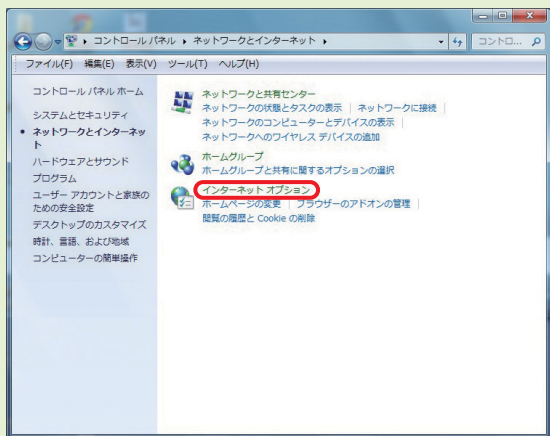 コントロール パネル ▸ ネットワークとインターネット ▸
コントロ...
ファイル(F) 編集(E) 表示(V) ツール(T) ヘルプ(H)
コントロール パネル ホーム
システムとセキュリティ
ネットワークとインターネッ
ト
ハードウェアとサウンド
プログラム
ユーザー アカウントと家族の
ための安全設定
デスクトップのカスタマイズ
時計、言語、および地域
コンピューターの簡単操作
ネットワークと共有センター
ネットワークの状態とタスクの表示 | ネットワークに接続 |
ネットワークのコンピューターとデバイスの表示 |
ネットワークへのワイヤレス デバイスの追加
ホームグループ
ホームグループと共有に関するオプションの選択
インターネット オプション
ホームページの変更 | ブラウザーのアドオンの管理 |
閲覧の履歴と Cookie の削除